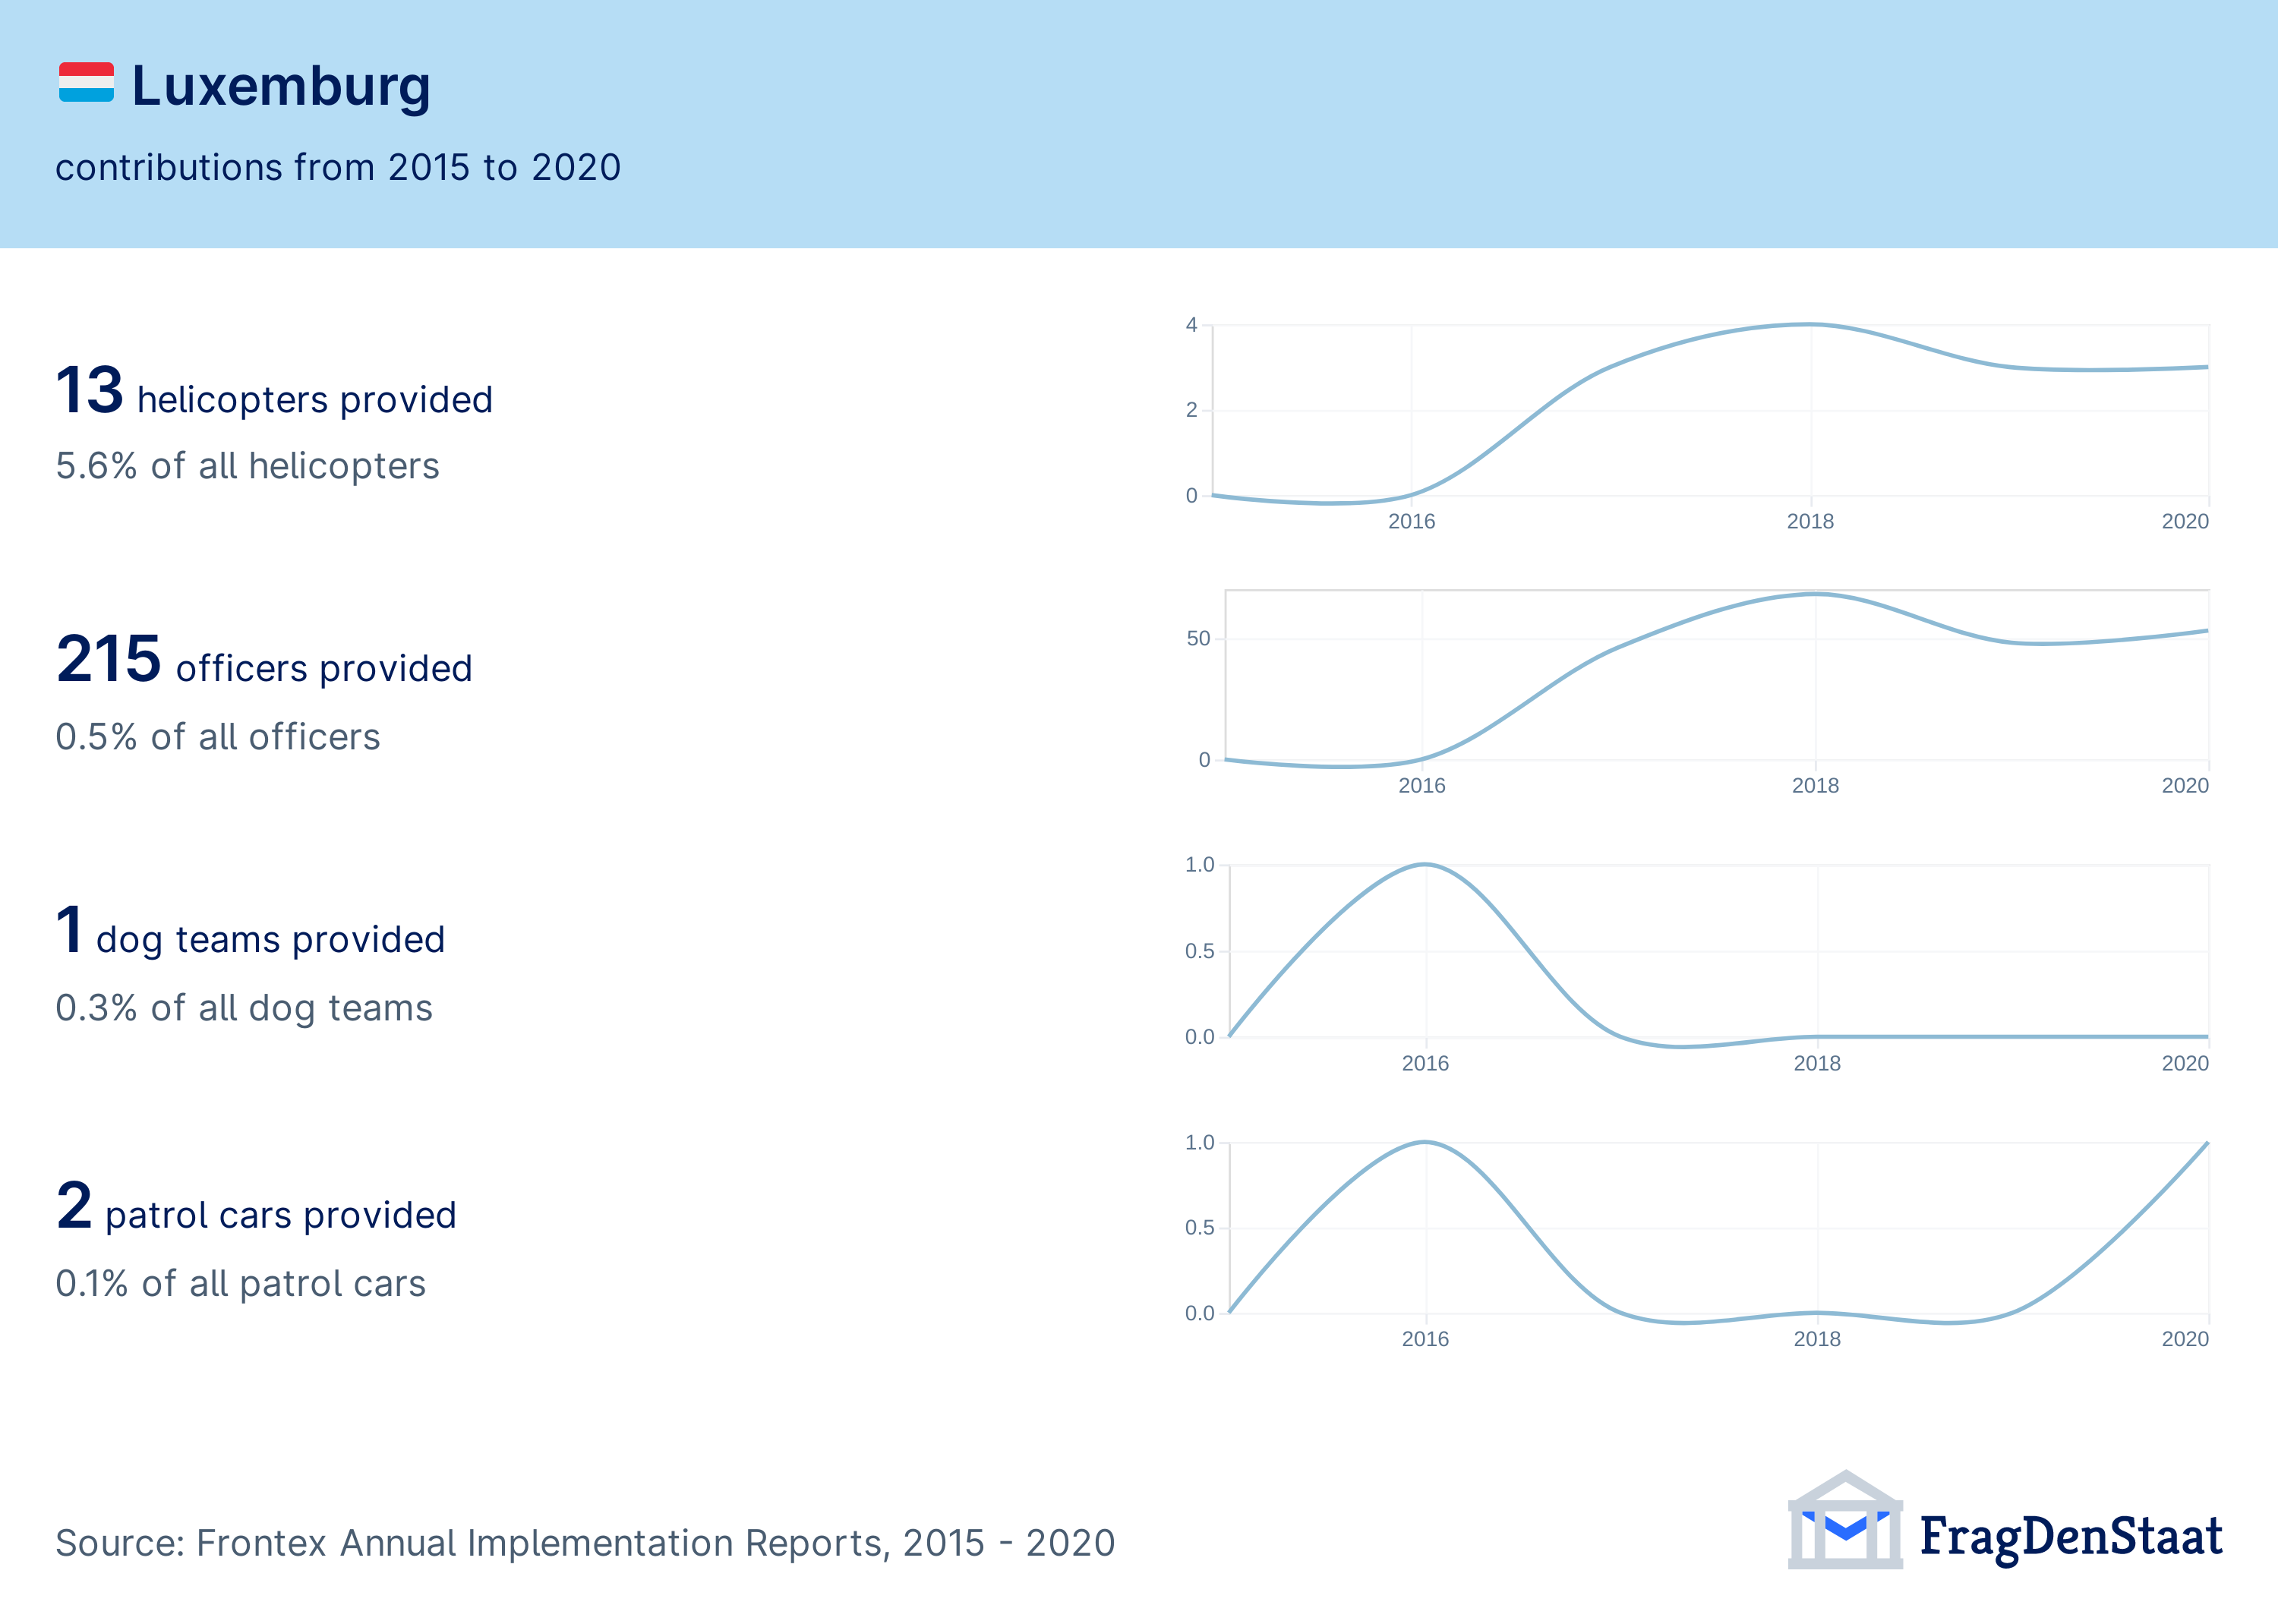 Luxemburg
contributions from 2015 to 2020
13 helicopters provided
5.6% of all helicopters
4
2
0
2016 2018 2020
215 officers provided
0.5% of all officers
50
0
2016 2018 2020
1 dog teams provided
0.3% of all dog teams
1.0
0.5
0.0
2016 2018 2020
2 patrol cars provided
0.1% of all patrol cars
1.0
0.5
0.0
2016 2018 2020
Source: Frontex Annual Implementation Reports, 2015 - 2020
FragDenStaat